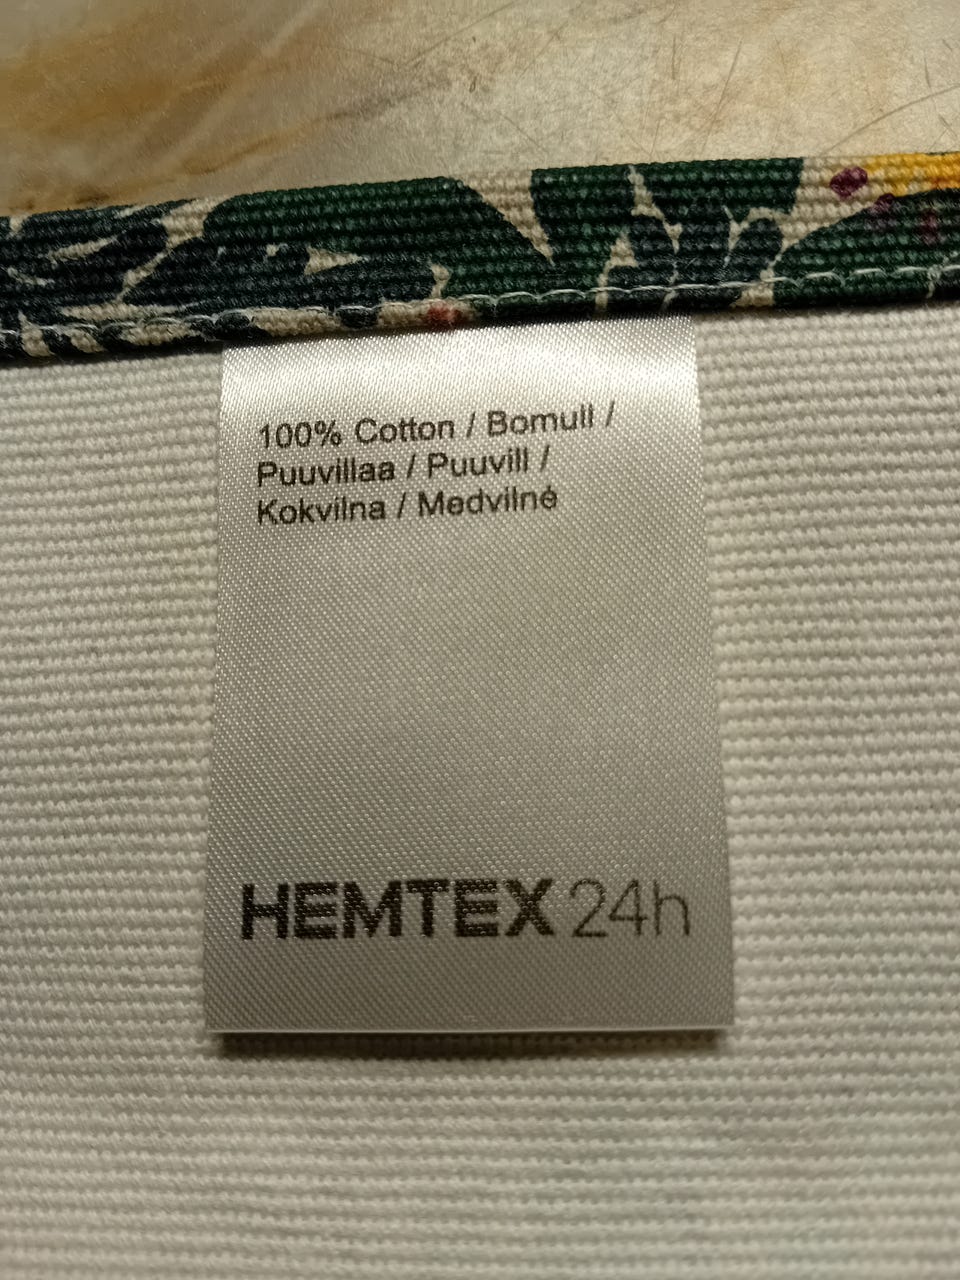 100% Cotton / Bomull /
Puuvillaa / Puuvill /
Kokvilna / Medvilnė
HEMTEX 24h